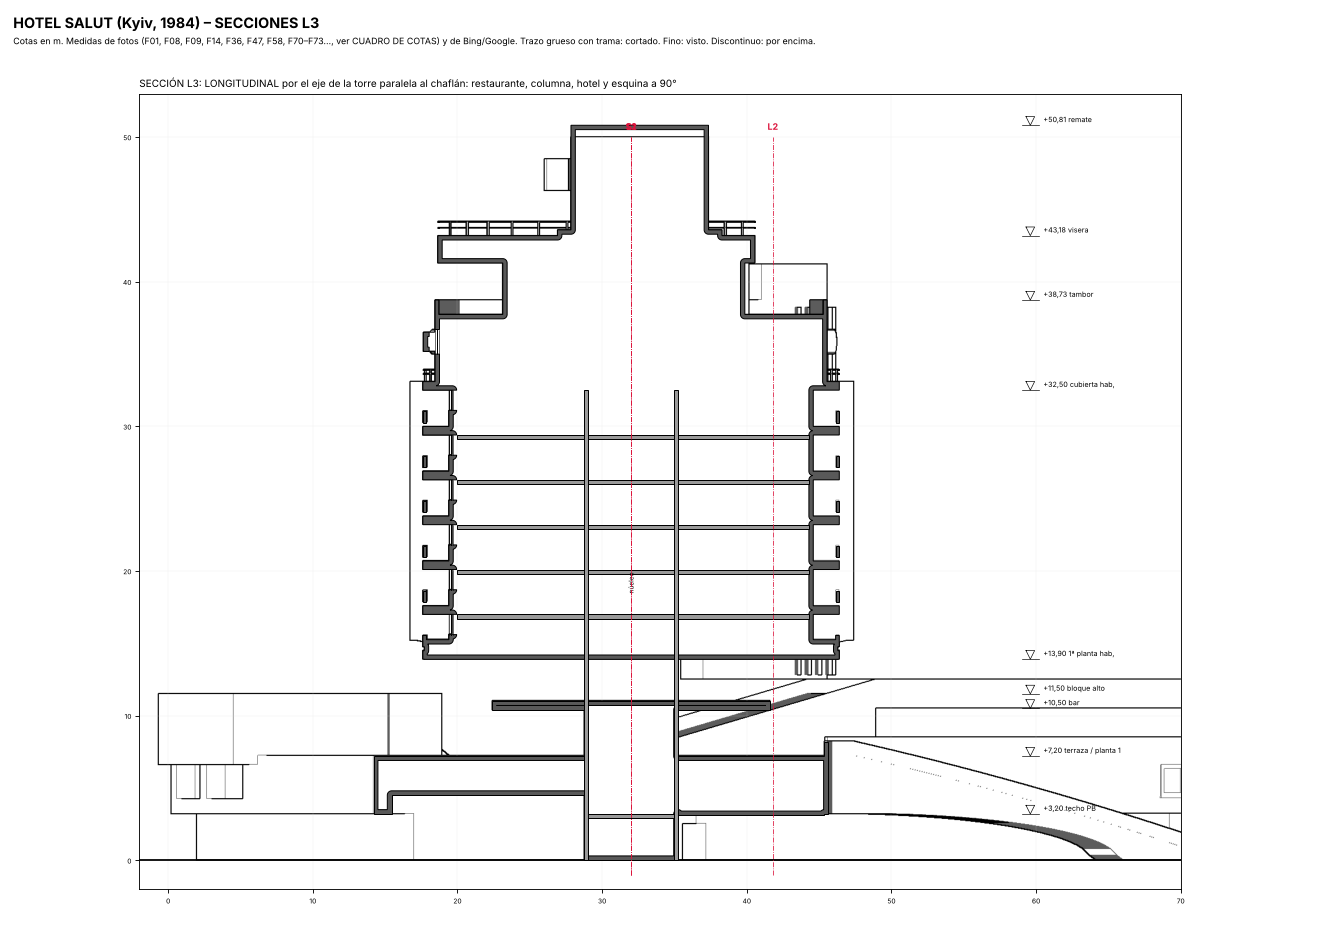 HOTEL SALUT (Kyiv, 1984) – SECCIONES L3
Cotas en m. Medidas de fotos (F01, F08, F09, F14, F36, F47, F58, F70–F73..., ver CUADRO DE COTAS) y de Bing/Google. Trazo grueso con trama: cortado. Fino: visto. Discontinuo: por encima.
SECCIÓN L3: LONGITUDINAL por el eje de la torre paralela al chaflán: restaurante, columna, hotel y esquina a 90°
L2
+50,81 remate
+43,18 visera
+38,73 tambor
+32,50 cubierta hab,
+13,90 1ª planta hab,
+11,50 bloque alto
+10,50 bar
+7,20 terraza / planta 1
+3,20 techo PB
núcleo
50
40
30
20
10
0
0 10 20 30 40 50 60 70